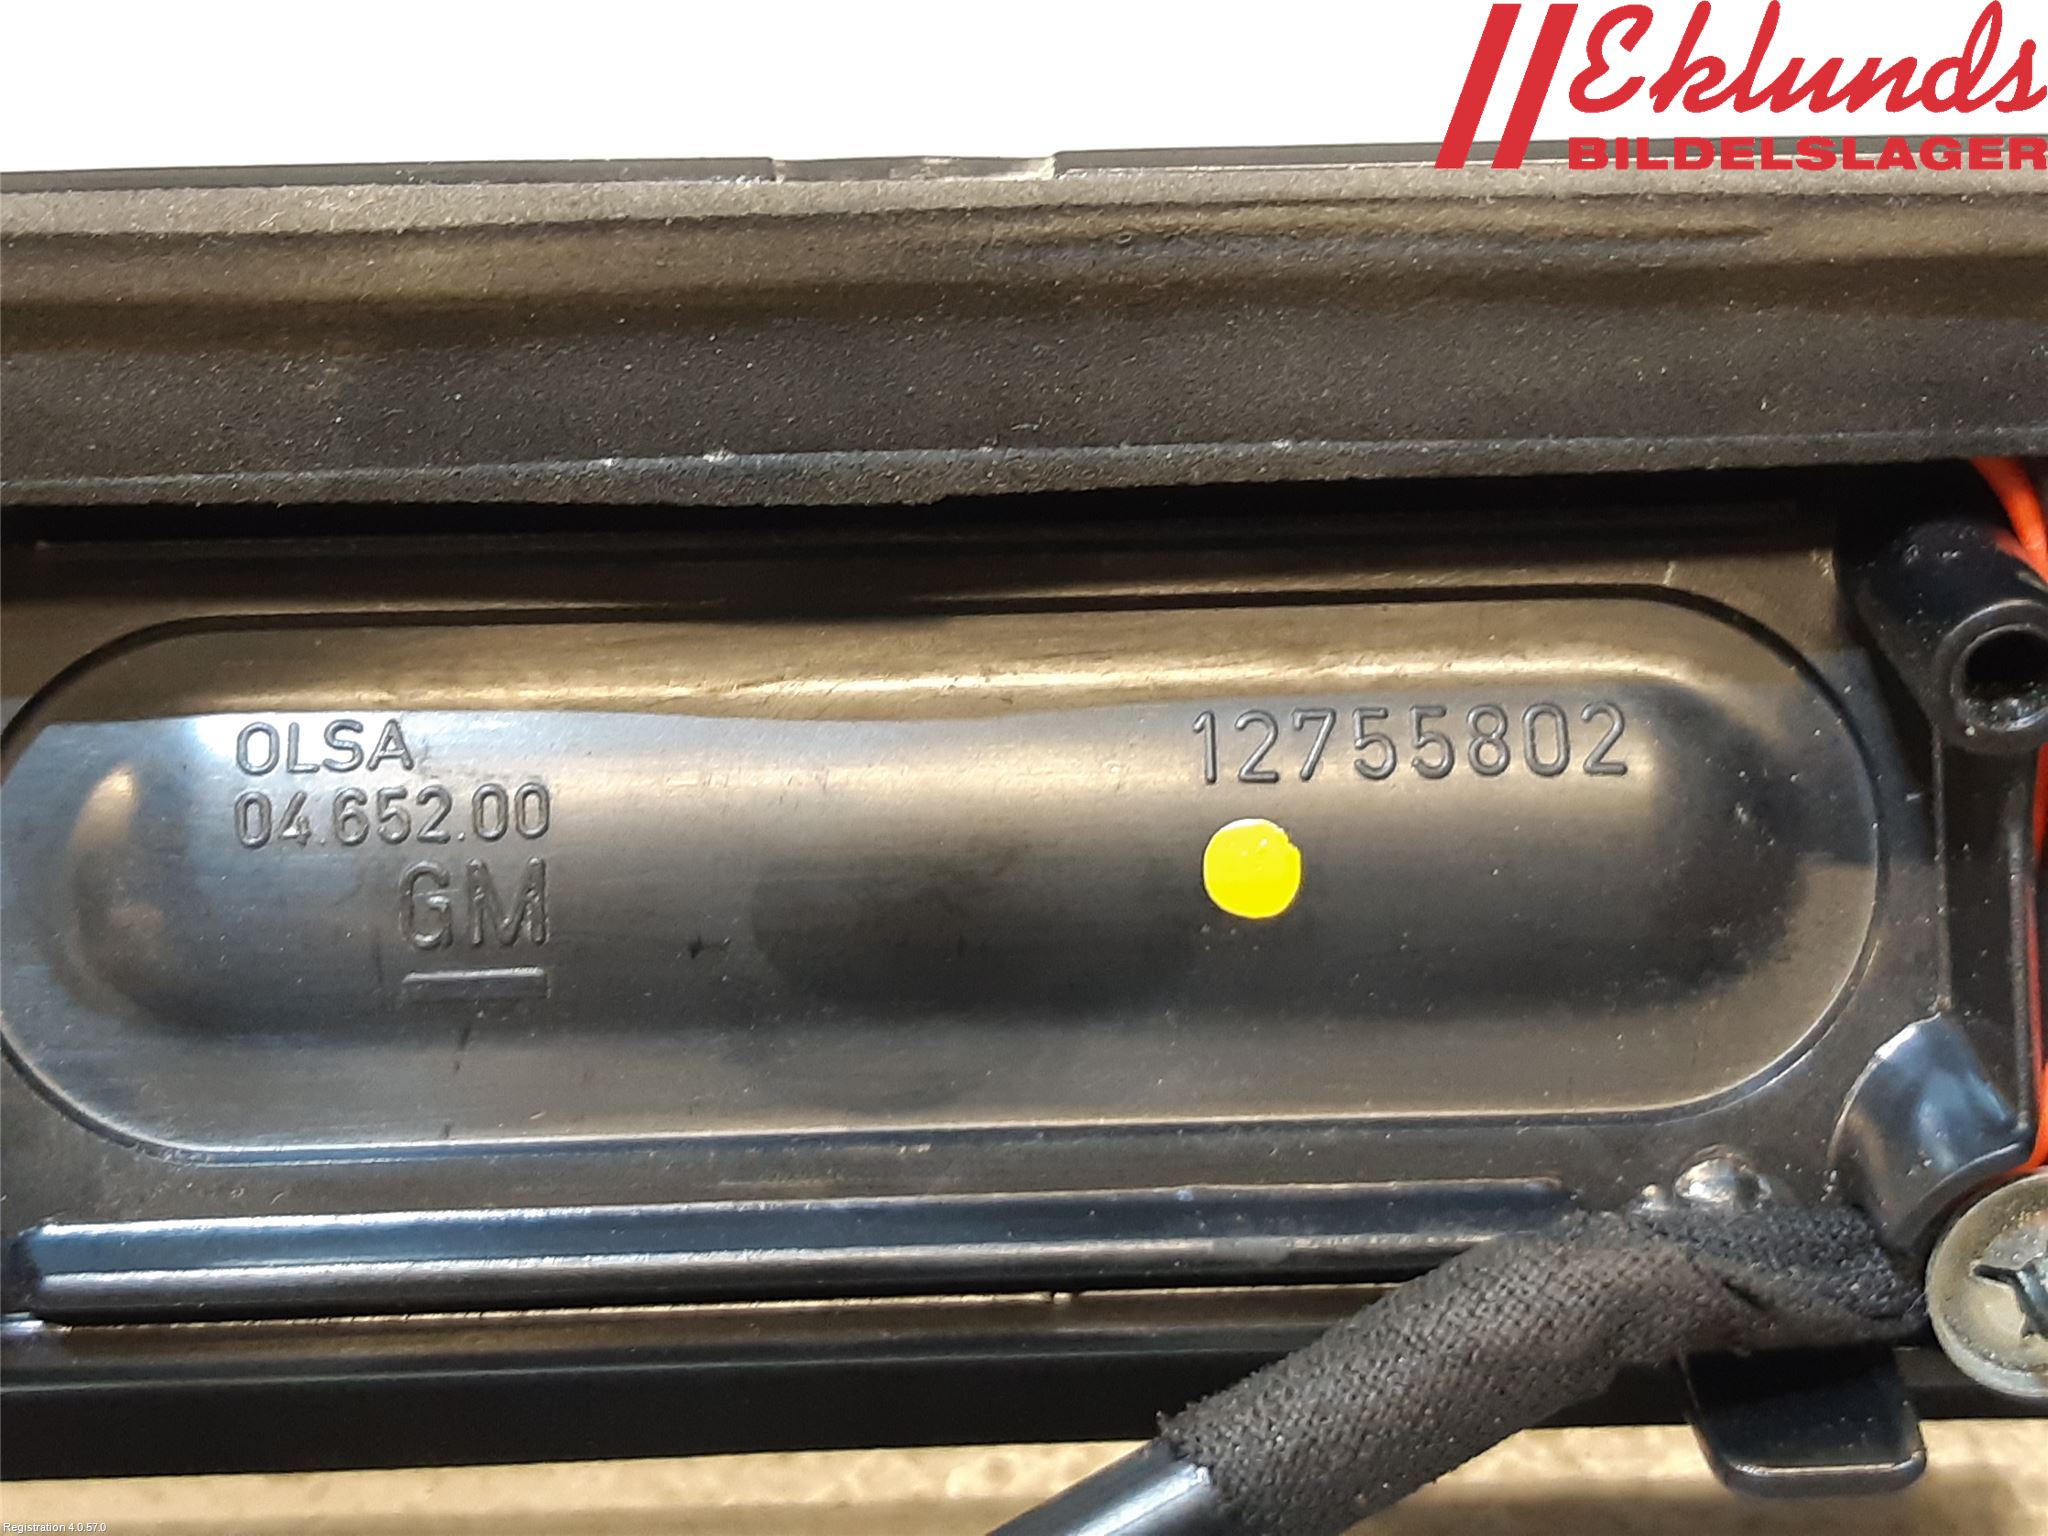 Eklunds
BILDELSLAGER
OLSA
04.652.00
GM
12755802
Registration 4.0.57.0